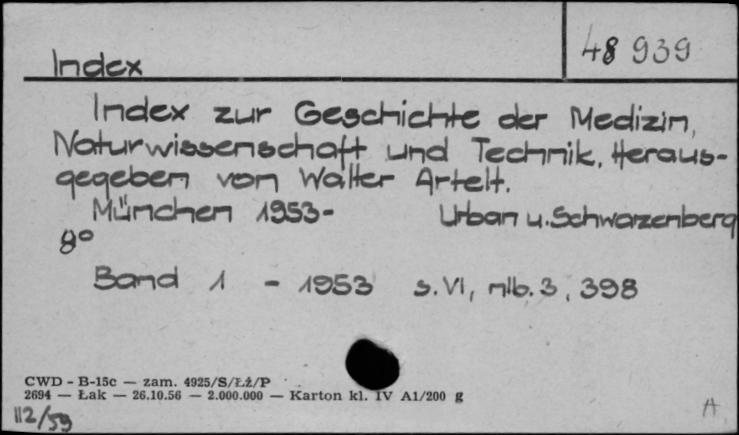 Index
48 939
Index zur Geschichte der Medizin,
Naturwissenschaft und Technik. Heraus-
gegeben von Walter Artelt.
München 1953- Urban u. Schwarzenberg
8°
Band 1 - 1953 s. VI, nlb. 3, 398
CWD - B-15c — zam. 4925/S/Łż/P
2694 — Łak — 26.10.56 — 2.000.000 — Karton kl. IV A1/200 g
112/59
A